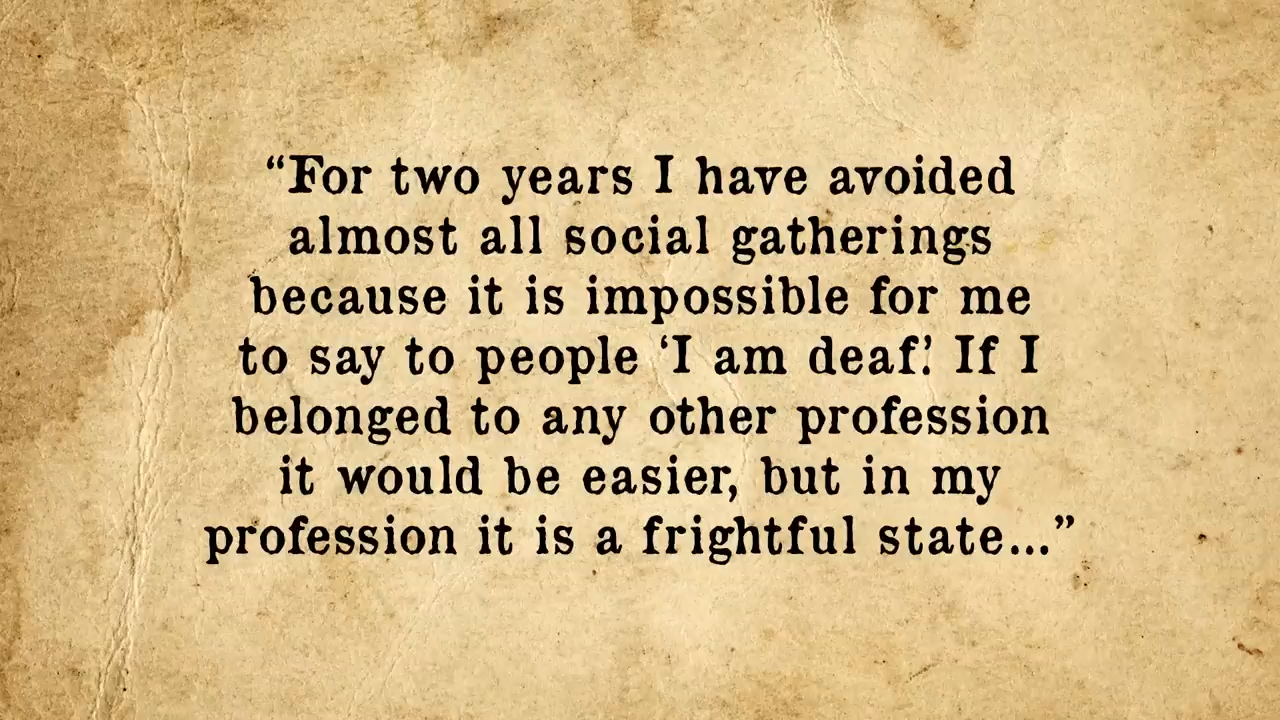 “For two years I have avoided
almost all social gatherings
because it is impossible for me
to say to people ‘I am deaf’. If I
belonged to any other profession
it would be easier, but in my
profession it is a frightful state...”